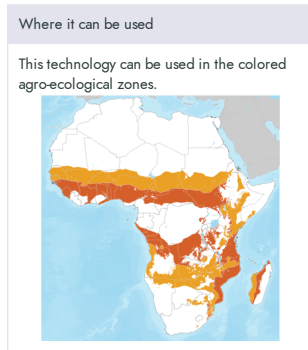 Where it can be used
This technology can be used in the colored
agro-ecological zones.